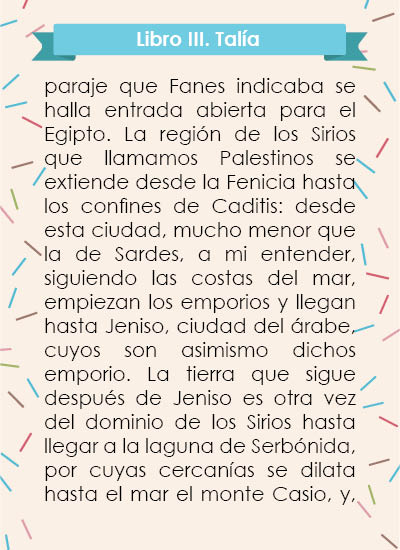 Libro III. Talía
paraje que Fanes indicaba se
halla entrada abierta para el
Egipto. La región de los Sirios
que llamamos Palestinos se
extiende desde la Fenicia hasta
los confines de Caditis: desde
esta ciudad, mucho menor que
la de Sardes, a mi entender,
siguiendo las costas del mar,
empiezan los emporios y llegan
hasta Jeniso, ciudad del árabe,
cuyos son asimismo dichos
emporio. La tierra que sigue
después de Jeniso es otra vez
del dominio de los Sirios hasta
llegar a la laguna de Serbónida,
por cuyas cercanías se dilata
hasta el mar el monte Casio, y,